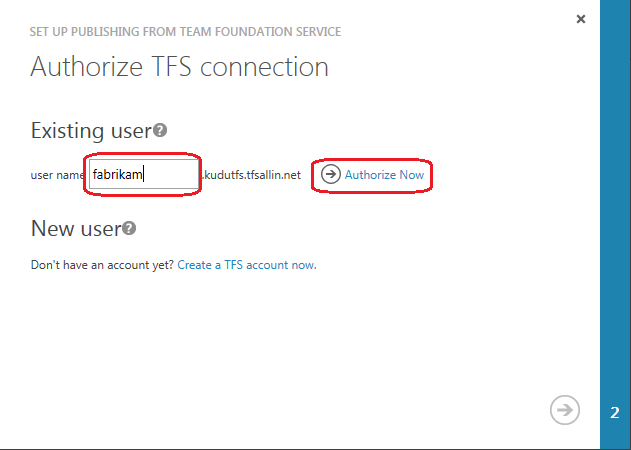 SET UP PUBLISHING FROM TEAM FOUNDATION SERVICE
Authorize TFS connection
Existing user?
user name fabrikam .kudutfs.tfsallin.net Authorize Now
New user?
Don't have an account yet? Create a TFS account now.
2